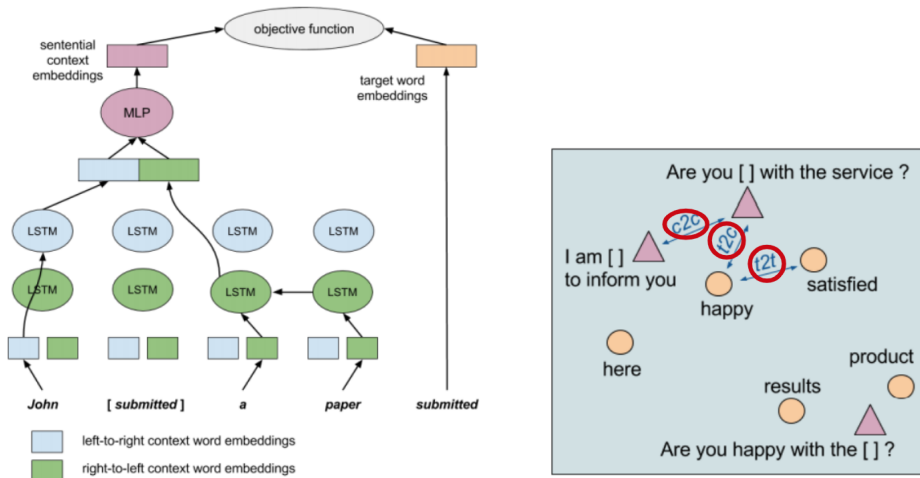 objective function
sentential
context
embeddings
target word
embeddings
MLP
LSTM LSTM LSTM LSTM
LSTM LSTM LSTM LSTM
John [ submitted ] a paper submitted
left-to-right context word embeddings
right-to-left context word embeddings
Are you [ ] with the service ?
c2c
t2c
t2t
I am [ ]
to inform you
happy
satisfied
here
product
results
Are you happy with the [ ] ?